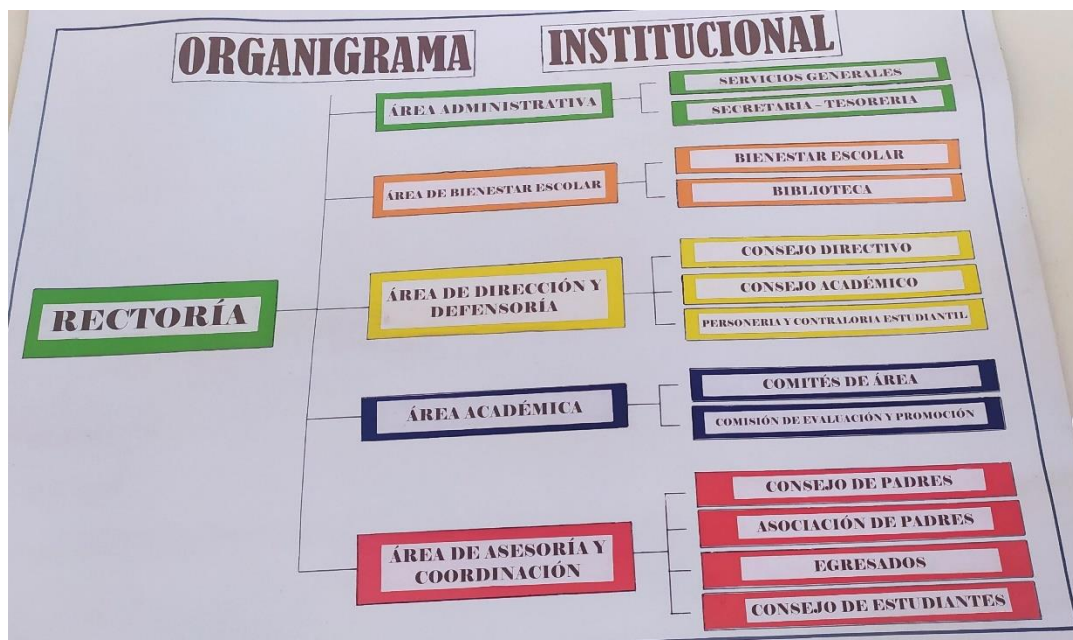 ORGANIGRAMA INSTITUCIONAL
RECTORÍA
ÁREA ADMINISTRATIVA
SERVICIOS GENERALES
SECRETARIA – TESORERIA
ÁREA DE BIENESTAR ESCOLAR
BIENESTAR ESCOLAR
BIBLIOTECA
ÁREA DE DIRECCIÓN Y
DEFENSORÍA
CONSEJO DIRECTIVO
CONSEJO ACADÉMICO
PERSONERIA Y CONTRALORIA ESTUDIANTIL
ÁREA ACADÉMICA
COMITÉS DE ÁREA
COMISIÓN DE EVALUACIÓN Y PROMOCIÓN
ÁREA DE ASESORÍA Y
COORDINACIÓN
CONSEJO DE PADRES
ASOCIACIÓN DE PADRES
EGRESADOS
CONSEJO DE ESTUDIANTES